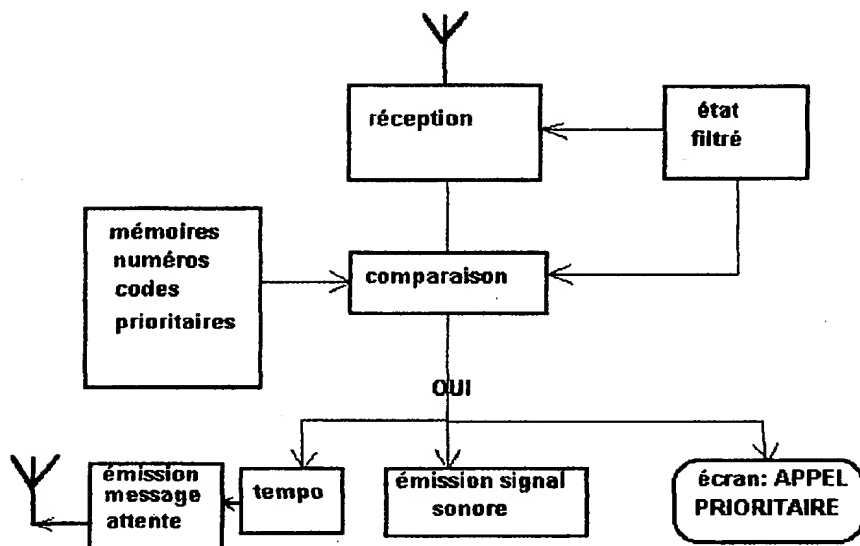 réception
état
filtré
mémoires
numéros
codes
prioritaires
comparaison
OUI
émission
message
attente
tempo
émission signal
sonore
écran: APPEL
PRIORITAIRE